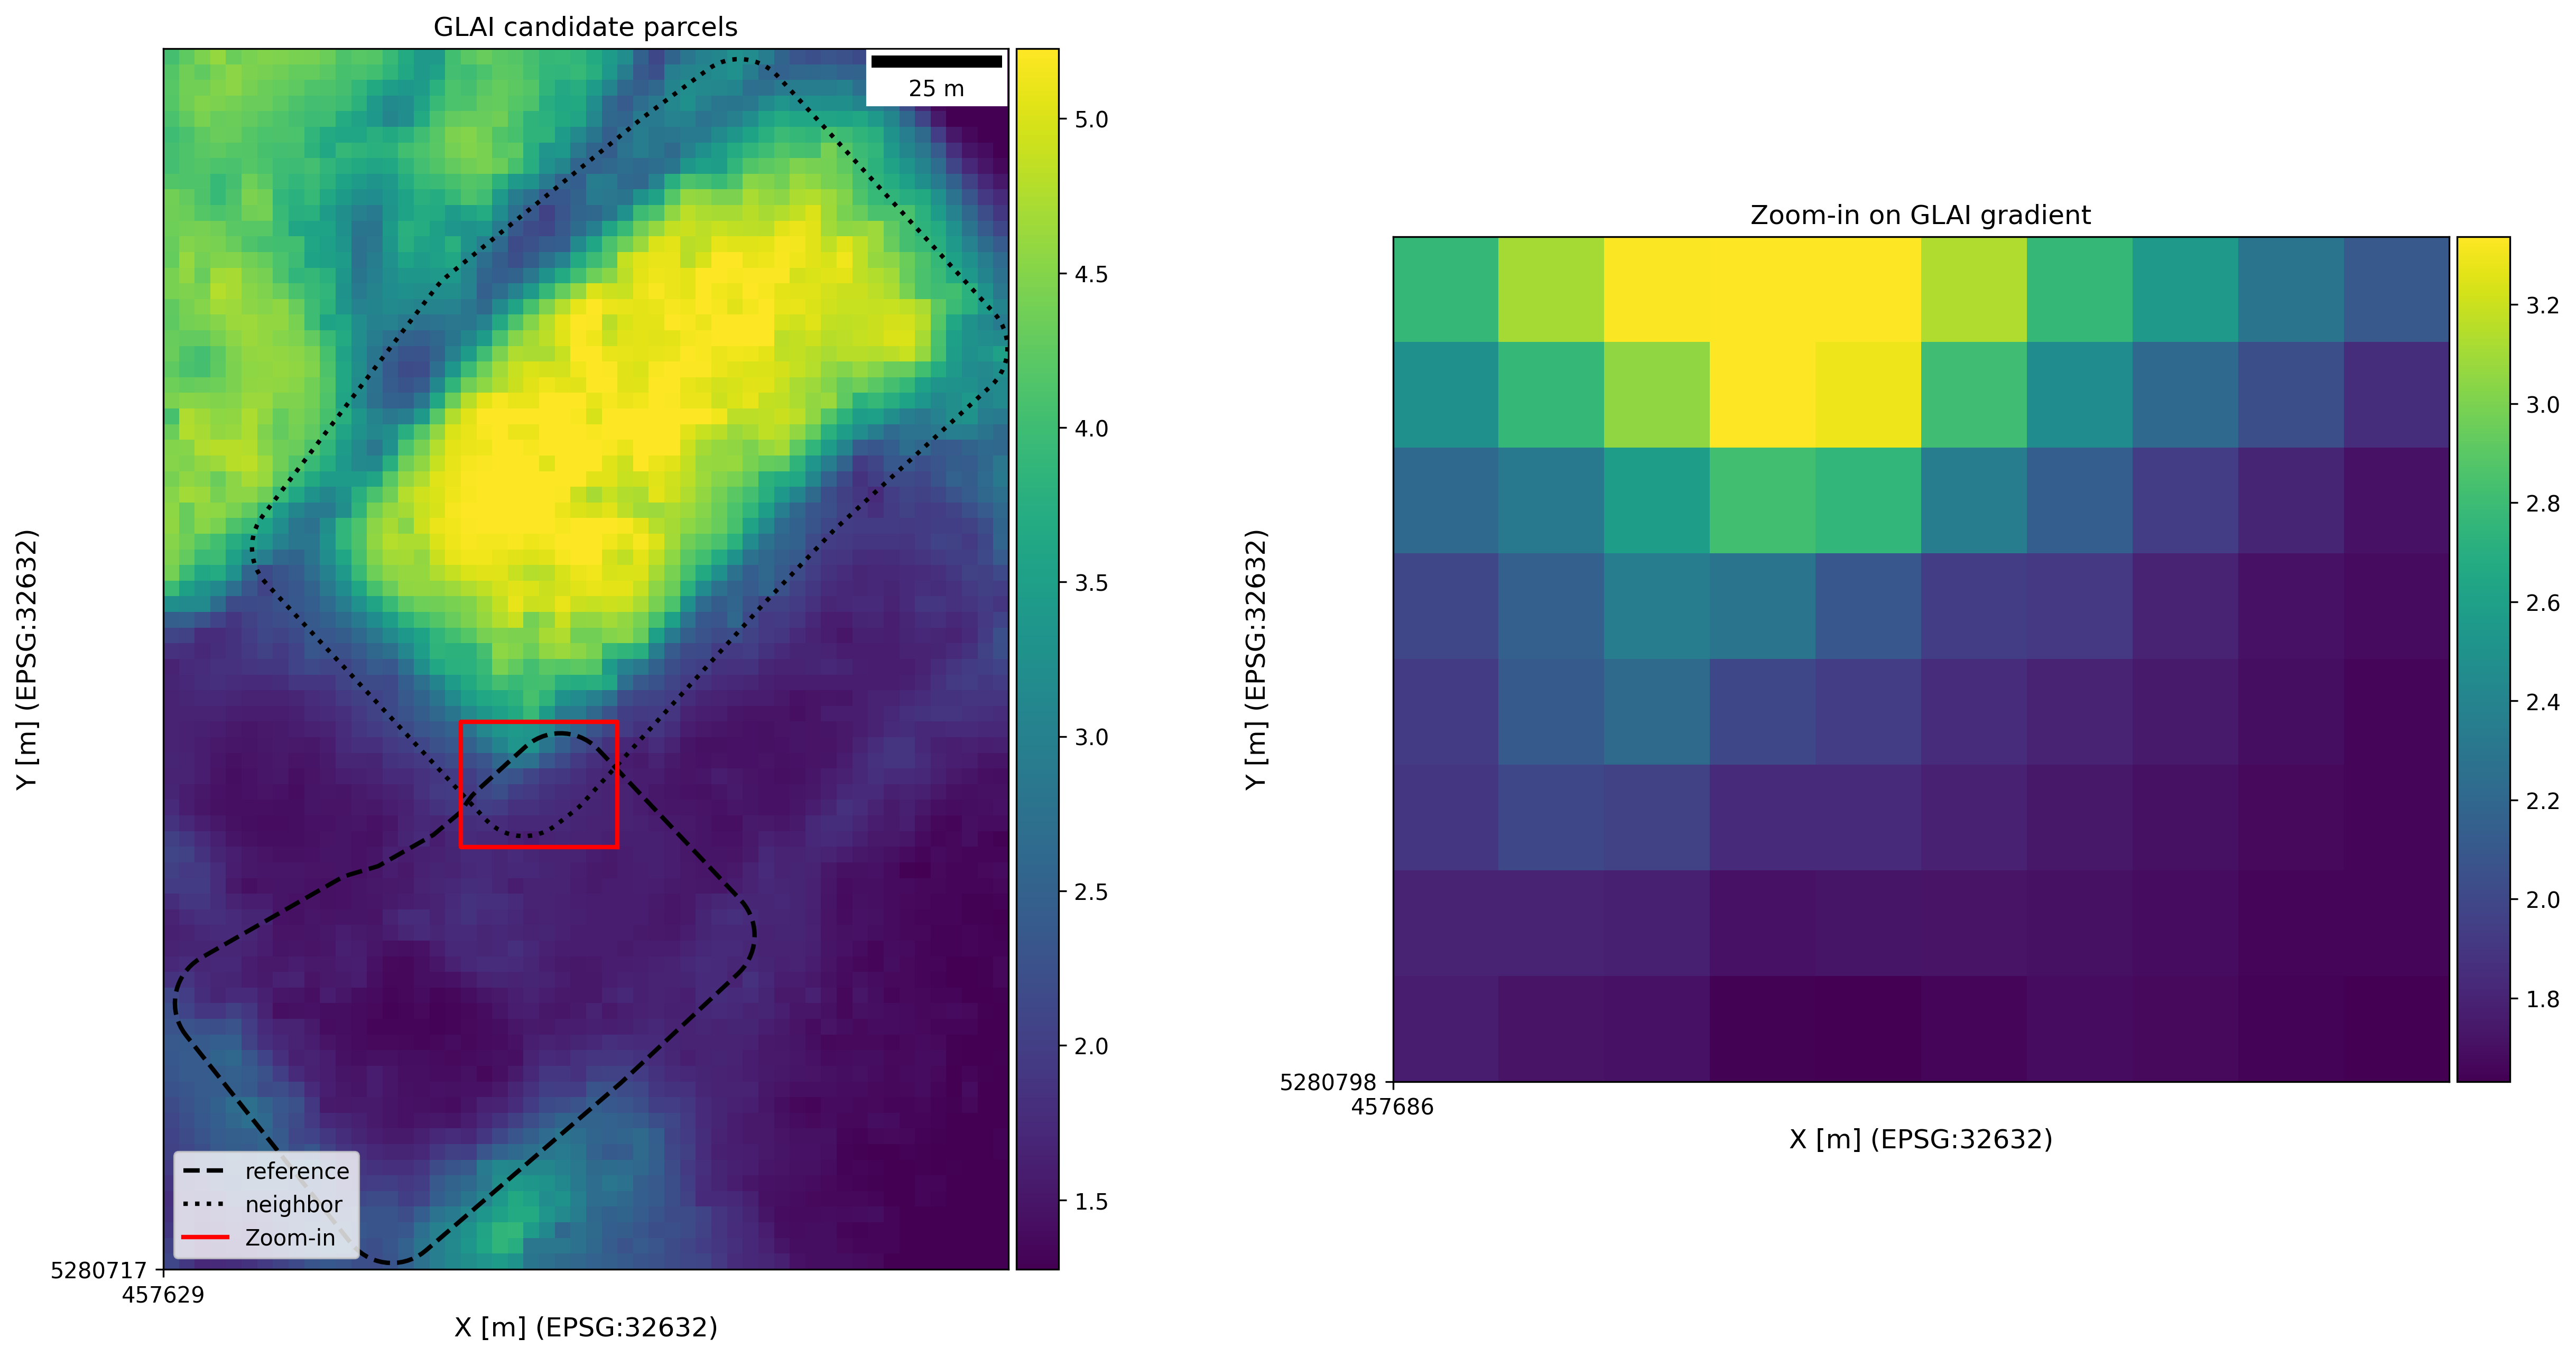 GLAI candidate parcels
25 m
5.0
4.5
4.0
3.5
3.0
2.5
2.0
1.5
Y [m] (EPSG:32632)
reference
neighbor
Zoom-in
5280717
457629
X [m] (EPSG:32632)
Zoom-in on GLAI gradient
3.2
3.0
2.8
2.6
2.4
2.2
2.0
1.8
Y [m] (EPSG:32632)
5280798
457686
X [m] (EPSG:32632)